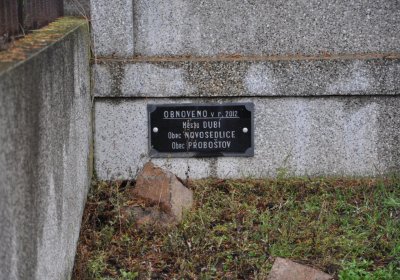 OBNOVENO v r. 2012
Město DUBÍ
Obec NOVOSEDLICE
Obec PROBOŠTOV